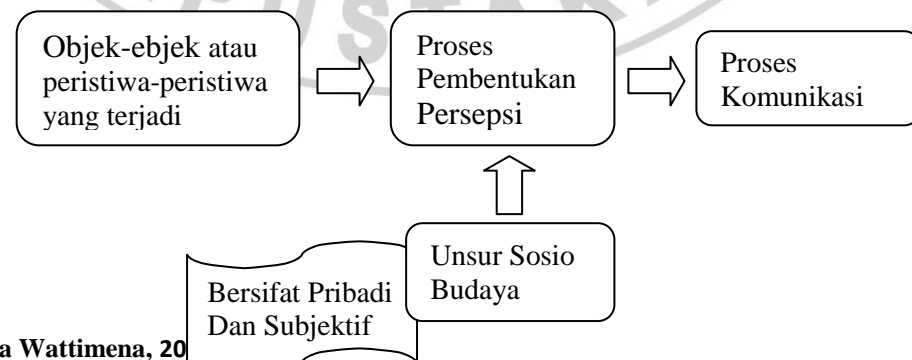 PUSTAKA
Objek-ebjek atau
peristiwa-peristiwa
yang terjadi
Proses
Pembentukan
Persepsi
Proses
Komunikasi
Unsur Sosio
Budaya
Bersifat Pribadi
Dan Subjektif
a Wattimena, 20